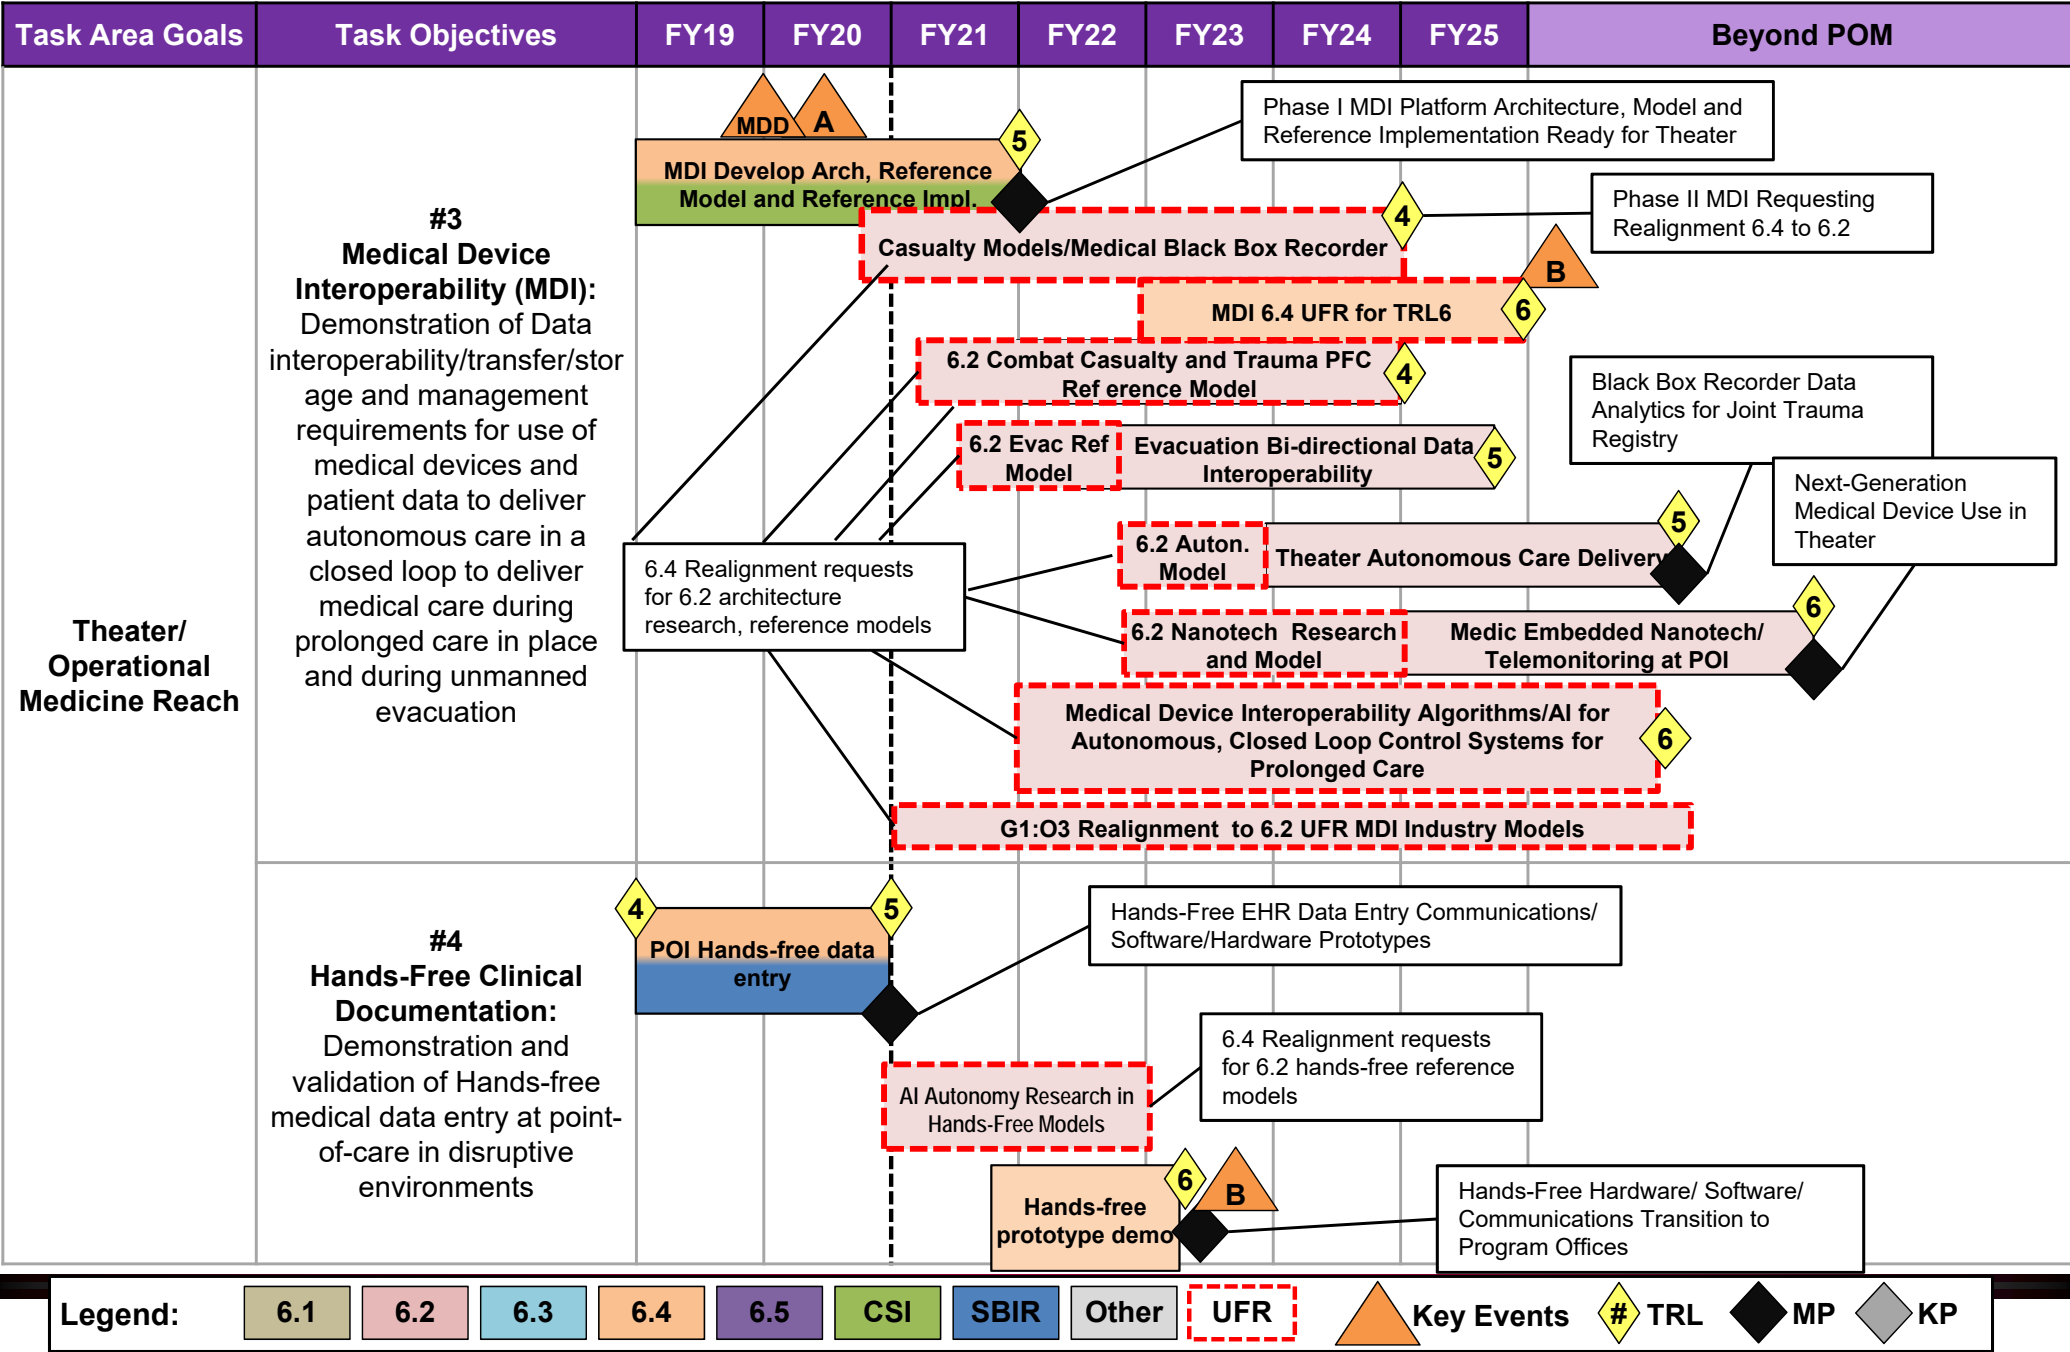 Task Area Goals
Task Objectives
FY19
FY20
FY21
FY22
FY23
FY24
FY25
Beyond POM
Theater/
Operational
Medicine Reach
#3
Medical Device
Interoperability (MDI):
Demonstration of Data
interoperability/transfer/stor
age and management
requirements for use of
medical devices and
patient data to deliver
autonomous care in a
closed loop to deliver
medical care during
prolonged care in place
and during unmanned
evacuation
MDD
A
MDI Develop Arch, Reference
Model and Reference Impl.
5
Phase I MDI Platform Architecture, Model and
Reference Implementation Ready for Theater
Casualty Models/Medical Black Box Recorder
4
Phase II MDI Requesting
Realignment 6.4 to 6.2
B
MDI 6.4 UFR for TRL6
6
6.2 Combat Casualty and Trauma PFC
Ref erence Model
4
Black Box Recorder Data
Analytics for Joint Trauma
Registry
6.2 Evac Ref
Model
Evacuation Bi-directional Data
Interoperability
5
Next-Generation
Medical Device Use in
Theater
6.4 Realignment requests
for 6.2 architecture
research, reference models
6.2 Auton.
Model
Theater Autonomous Care Delivery
5
6.2 Nanotech  Research
and Model
Medic Embedded Nanotech/
Telemonitoring at POI
6
Medical Device Interoperability Algorithms/AI for
Autonomous, Closed Loop Control Systems for
Prolonged Care
6
G1:O3 Realignment  to 6.2 UFR MDI Industry Models
#4
Hands-Free Clinical
Documentation:
Demonstration and
validation of Hands-free
medical data entry at point-
of-care in disruptive
environments
4
POI Hands-free data
entry
5
Hands-Free EHR Data Entry Communications/
Software/Hardware Prototypes
AI Autonomy Research in
Hands-Free Models
6.4 Realignment requests
for 6.2 hands-free reference
models
Hands-free
prototype demo
6
B
Hands-Free Hardware/ Software/
Communications Transition to
Program Offices
Legend:
6.1
6.2
6.3
6.4
6.5
CSI
SBIR
Other
UFR
Key Events
#
TRL
MP
KP